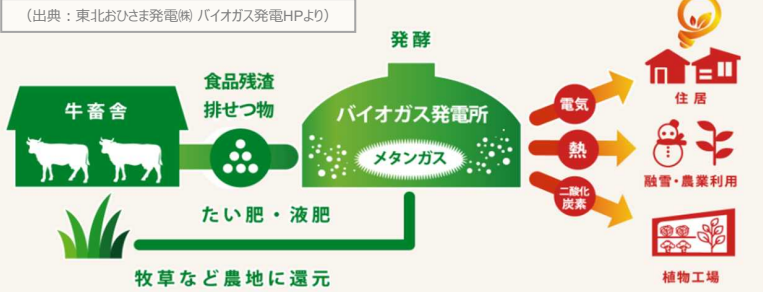 （出典：東北おひさま発電㈱ バイオガス発電HPより）
発酵
食品残渣
排せつ物
牛畜舎
バイオガス発電所
メタンガス
電気
住居
熱
融雪・農業利用
二酸化
炭素
植物工場
たい肥・液肥
牧草など農地に還元